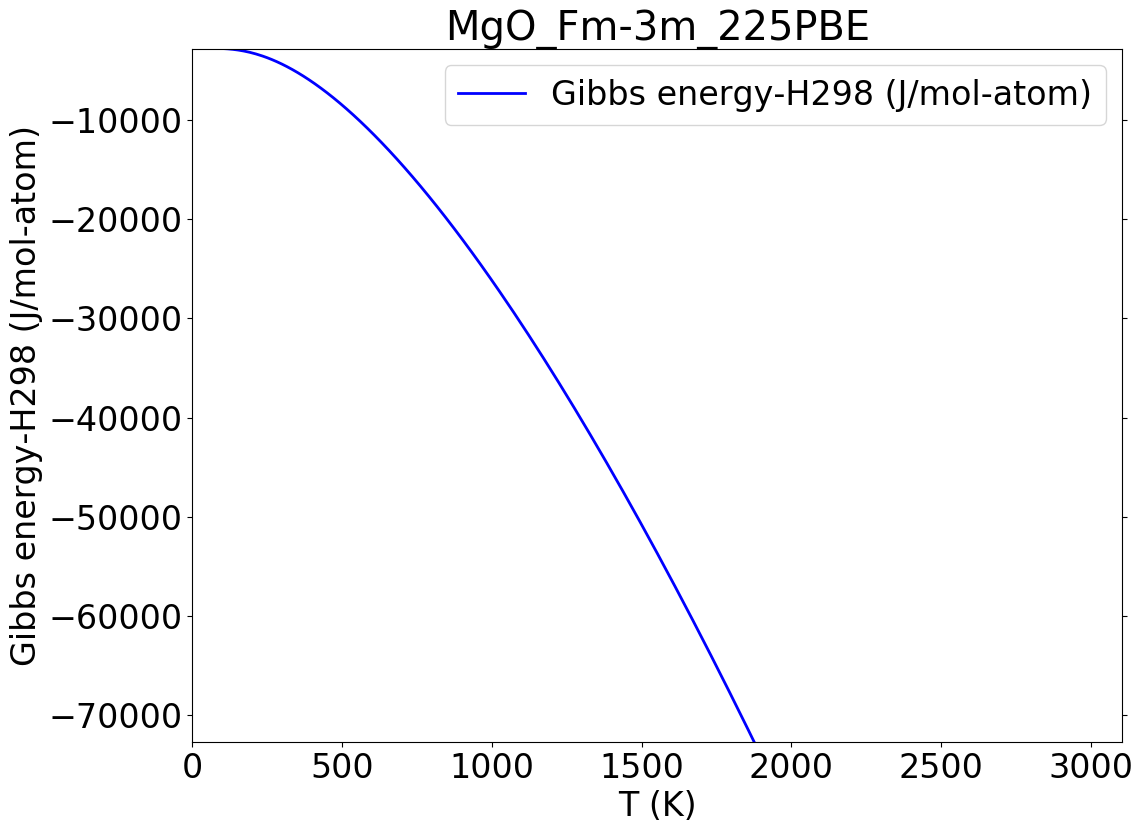 MgO_Fm-3m_225PBE
Gibbs energy-H298 (J/mol-atom)
Gibbs energy-H298 (J/mol-atom)
−10000
−20000
−30000
−40000
−50000
−60000
−70000
0 500 1000 1500 2000 2500 3000
T (K)